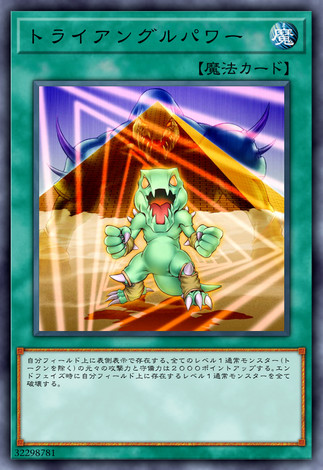 トライアングルパワー
魔
【魔法カード】
自分フィールド上に表側表示で存在する、全てのレベル１通常モンスター(ト
ークンを除く)の元々の攻撃力と守備力は２０００ポイントアップする。エン
ドフェイズ時に自分フィールド上に存在するレベル１通常モンスターを全て
破壊する。
32298781